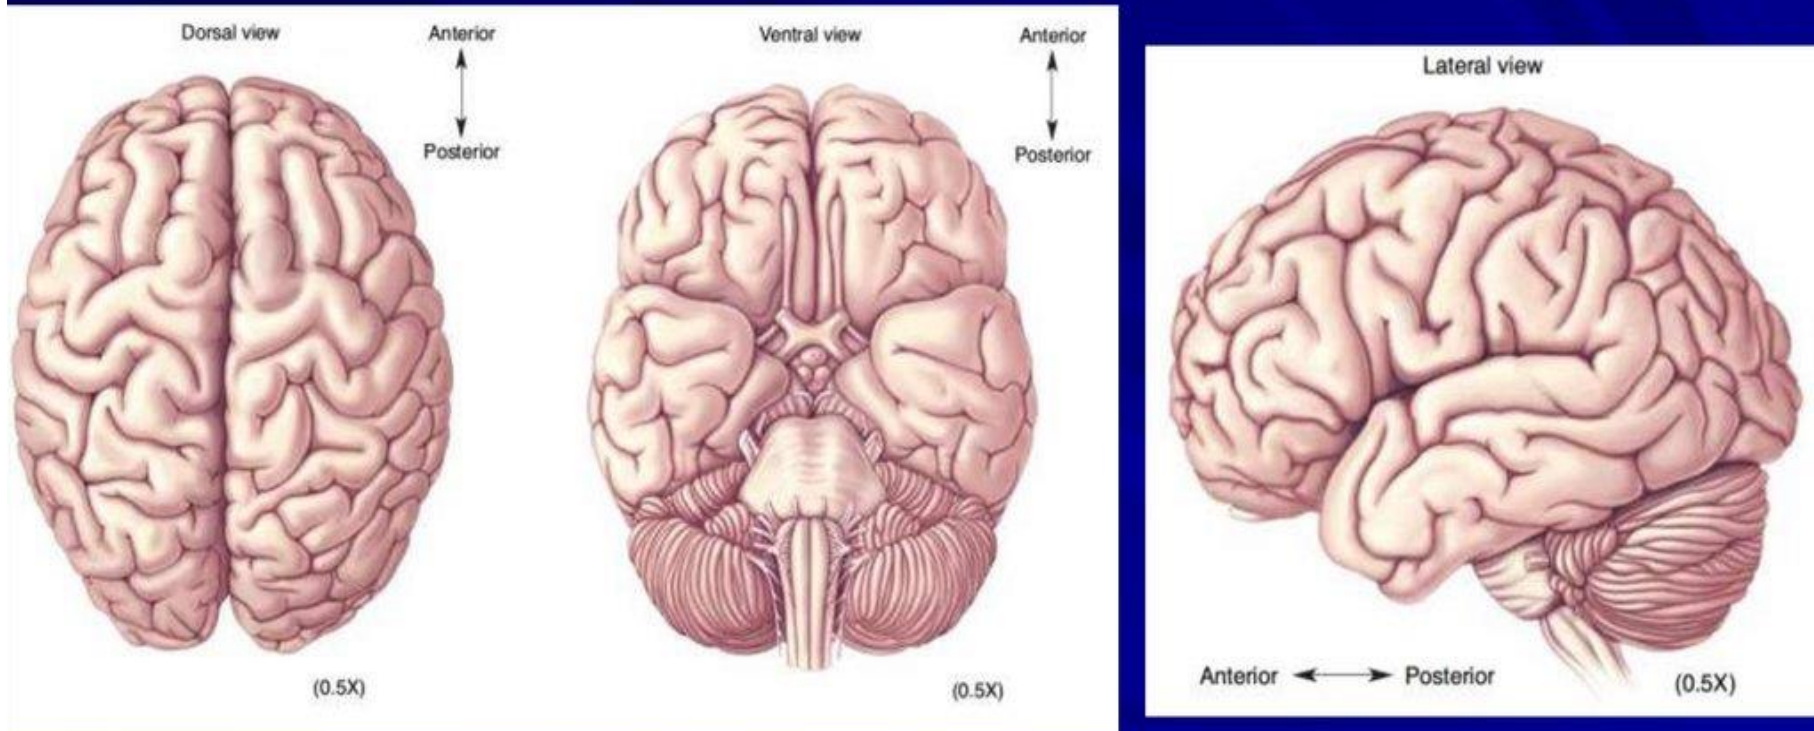 Dorsal view
Anterior
Posterior
(0.5X)
Ventral view
Anterior
Posterior
(0.5X)
Lateral view
Anterior Posterior
(0.5X)